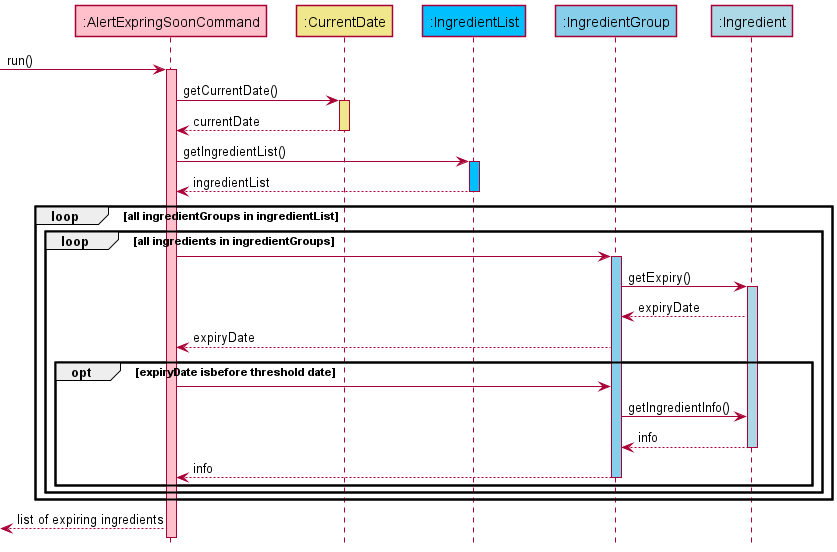 :AlertExpringSoonCommand :CurrentDate :IngredientList :IngredientGroup :Ingredient
run()
getCurrentDate()
currentDate
getIngredientList()
ingredientList
loop [all ingredientGroups in ingredientList]
loop [all ingredients in ingredientGroups]
getExpiry()
expiryDate
expiryDate
opt [expiryDate isbefore threshold date]
getIngredientInfo()
info
info
list of expiring ingredients